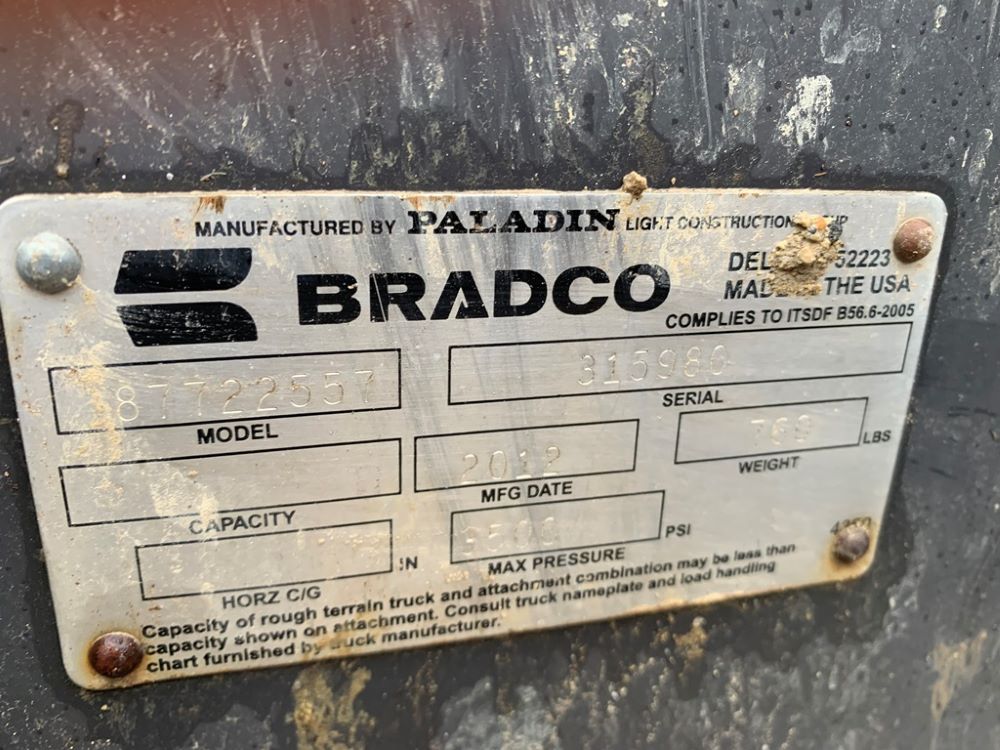 MANUFACTURED BY PALADIN LIGHT CONSTRUCTION
BRADCO
52223
THE USA
COMPLIES TO ITSDF B56.6-2005
87722557
MODEL
SERIAL
CAPACITY
2012
MFG DATE
WEIGHT LBS
HORZ C/G IN
3500 PSI
MAX PRESSURE
Capacity of rough terrain truck and attachment combination may be less than
capacity shown on attachment. Consult truck nameplate and load handling
chart furnished by truck manufacturer.